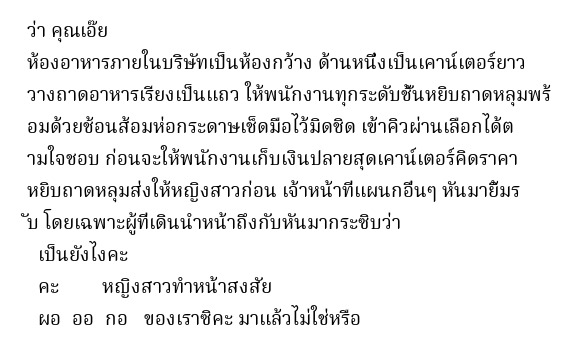 ว่า คุณเอ๊ย
ห้องอาหารภายในบริษัทเป็นห้องกว้าง ด้านหนึ่งเป็นเคาน์เตอร์ยาว
วางถาดอาหารเรียงเป็นแถว ให้พนักงานทุกระดับชั้นหยิบถาดหลุมพร้
อมด้วยช้อนส้อมห่อกระดาษเช็ดมือไว้มิดชิด เข้าคิวผ่านเลือกได้ต
ามใจชอบ ก่อนจะให้พนักงานเก็บเงินปลายสุดเคาน์เตอร์คิดราคา
หยิบถาดหลุมส่งให้หญิงสาวก่อน เจ้าหน้าที่แผนกอื่นๆ หันมายิ้มร
ับ โดยเฉพาะผู้ที่เดินนำหน้าถึงกับหันมากระซิบว่า
เป็นยังไงคะ
คะ หญิงสาวทำหน้าสงสัย
ผอ ออ กอ ของเราซิคะ มาแล้วไม่ใช่หรือ